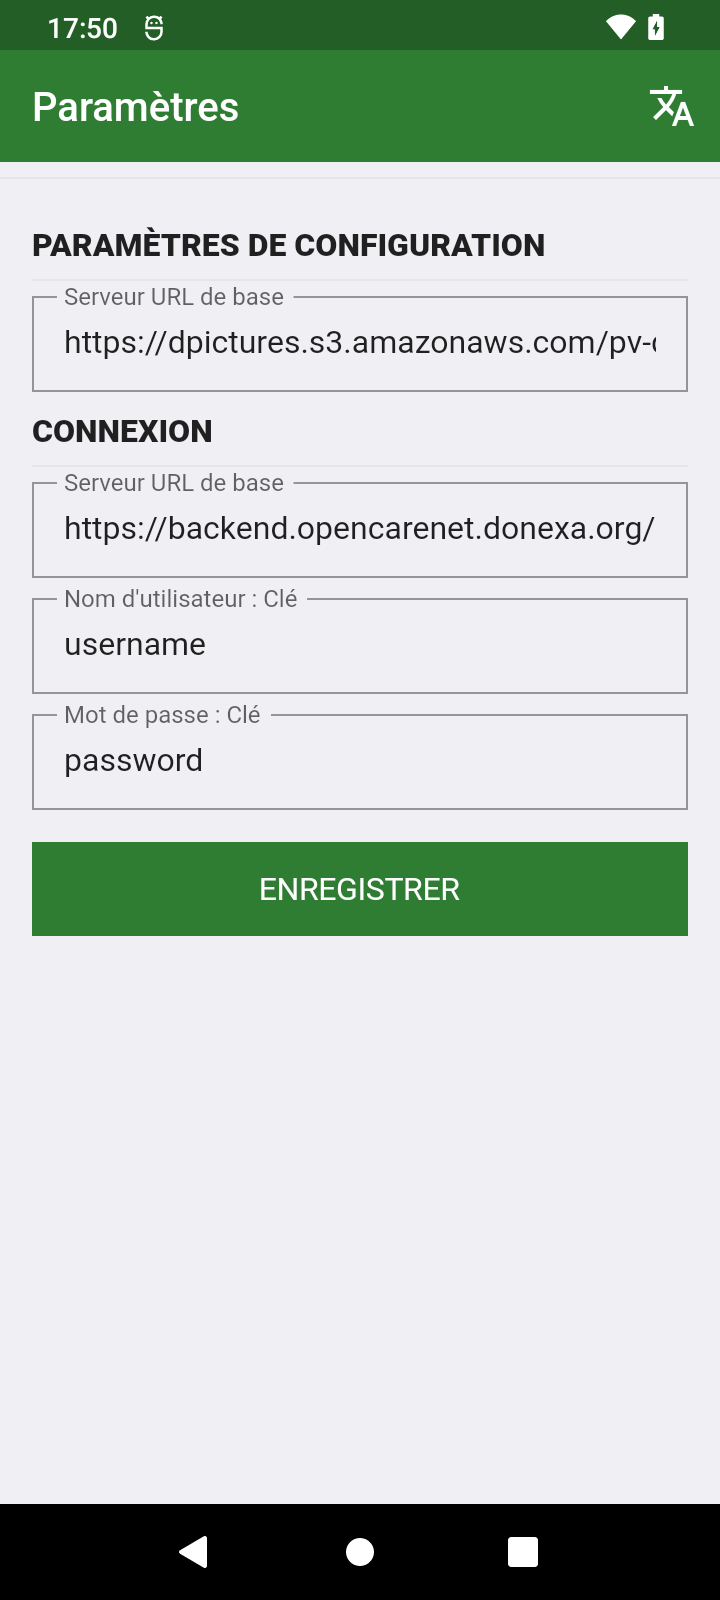 17:50
Paramètres
PARAMÈTRES DE CONFIGURATION
Serveur URL de base
https://dpictures.s3.amazonaws.com/pv-
CONNEXION
Serveur URL de base
https://backend.opencarenet.donexa.org/
Nom d'utilisateur : Clé
username
Mot de passe : Clé
password
ENREGISTRER